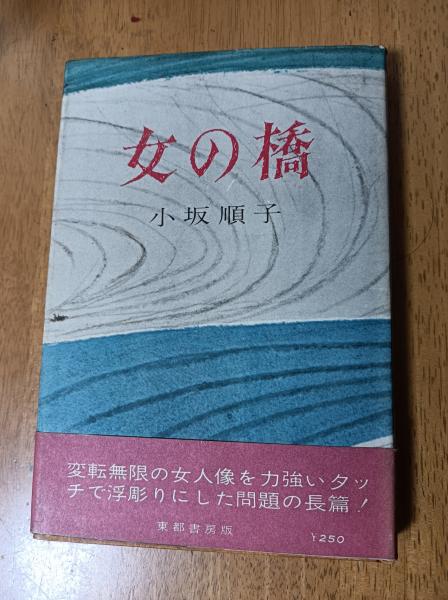 女の橋
小坂順子
変転無限の女人像を力強いタッ
チで浮彫りにした問題の長篇!
東都書房版
¥250